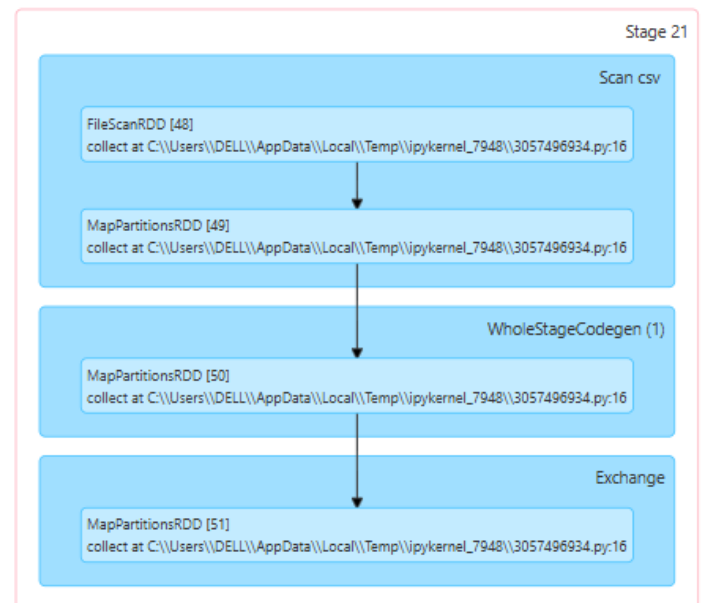 Stage 21
Scan csv
FileScanRDD [48]
collect at C:\\Users\\DELL\\AppData\\Local\\Temp\\ipykernel_7948\\3057496934.py:16
MapPartitionsRDD [49]
collect at C:\\Users\\DELL\\AppData\\Local\\Temp\\ipykernel_7948\\3057496934.py:16
WholeStageCodegen (1)
MapPartitionsRDD [50]
collect at C:\\Users\\DELL\\AppData\\Local\\Temp\\ipykernel_7948\\3057496934.py:16
Exchange
MapPartitionsRDD [51]
collect at C:\\Users\\DELL\\AppData\\Local\\Temp\\ipykernel_7948\\3057496934.py:16